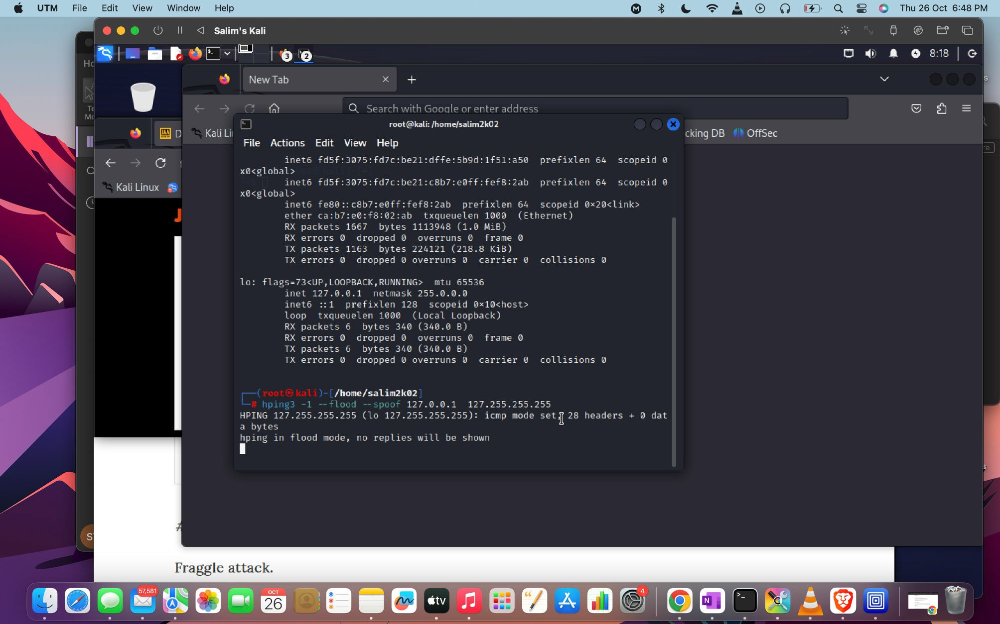 UTM File Edit View Window Help Thu 26 Oct 6:48 PM
Salim's Kali
3 2 8:18
New Tab
Search with Google or enter address
Kali Li cking DB OffSec
root@kali: /home/salim2k02
File Actions Edit View Help
Kali Linux
inet6 fd5f:3075:fd7c:be21:dffe:5b9d:1f51:a50 prefixlen 64 scopeid 0
x0<global>
inet6 fd5f:3075:fd7c:be21:c8b7:e0ff:fef8:2ab prefixlen 64 scopeid 0
x0<global>
inet6 fe80::c8b7:e0ff:fef8:2ab prefixlen 64 scopeid 0×20<link>
ether ca:b7:e0:f8:02:ab txqueuelen 1000 (Ethernet)
RX packets 1667 bytes 1113948 (1.0 MiB)
RX errors 0 dropped 0 overruns 0 frame 0
TX packets 1163 bytes 224121 (218.8 KiB)
TX errors 0 dropped 0 overruns 0 carrier 0 collisions 0
lo: flags=73<UP,LOOPBACK,RUNNING> mtu 65536
inet 127.0.0.1 netmask 255.0.0.0
inet6 ::1 prefixlen 128 scopeid 0×10<host>
loop txqueuelen 1000 (Local Loopback)
RX packets 6 bytes 340 (340.0 B)
RX errors 0 dropped 0 overruns 0 frame 0
TX packets 6 bytes 340 (340.0 B)
TX errors 0 dropped 0 overruns 0 carrier 0 collisions 0
(root㉿kali)-[/home/salim2k02]
# hping3 -1 --flood --spoof 127.0.0.1 127.255.255.255
HPING 127.255.255.255 (lo 127.255.255.255): icmp mode set, 28 headers + 0 dat
a bytes
hping in flood mode, no replies will be shown
Fraggle attack.
57,581
OCT
26
tv
4